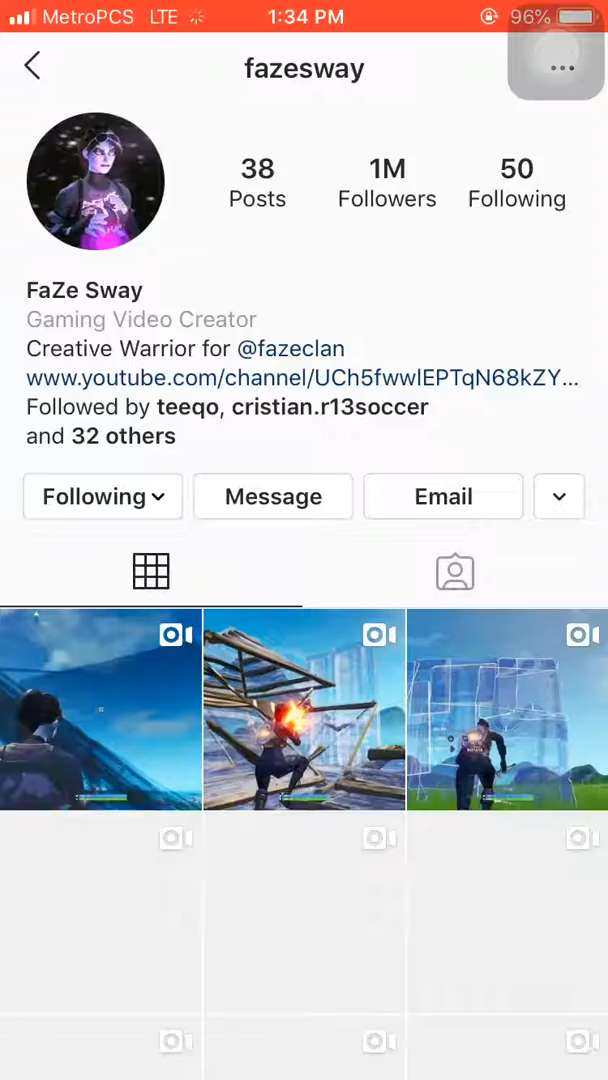 MetroPCS LTE 1:34 PM 96%
fazesway
38 1M 50
Posts Followers Following
FaZe Sway
Gaming Video Creator
Creative Warrior for @fazeclan
www.youtube.com/channel/UCh5fwwlEPTqN68kZY...
Followed by teeqo, cristian.r13soccer
and 32 others
Following Message Email